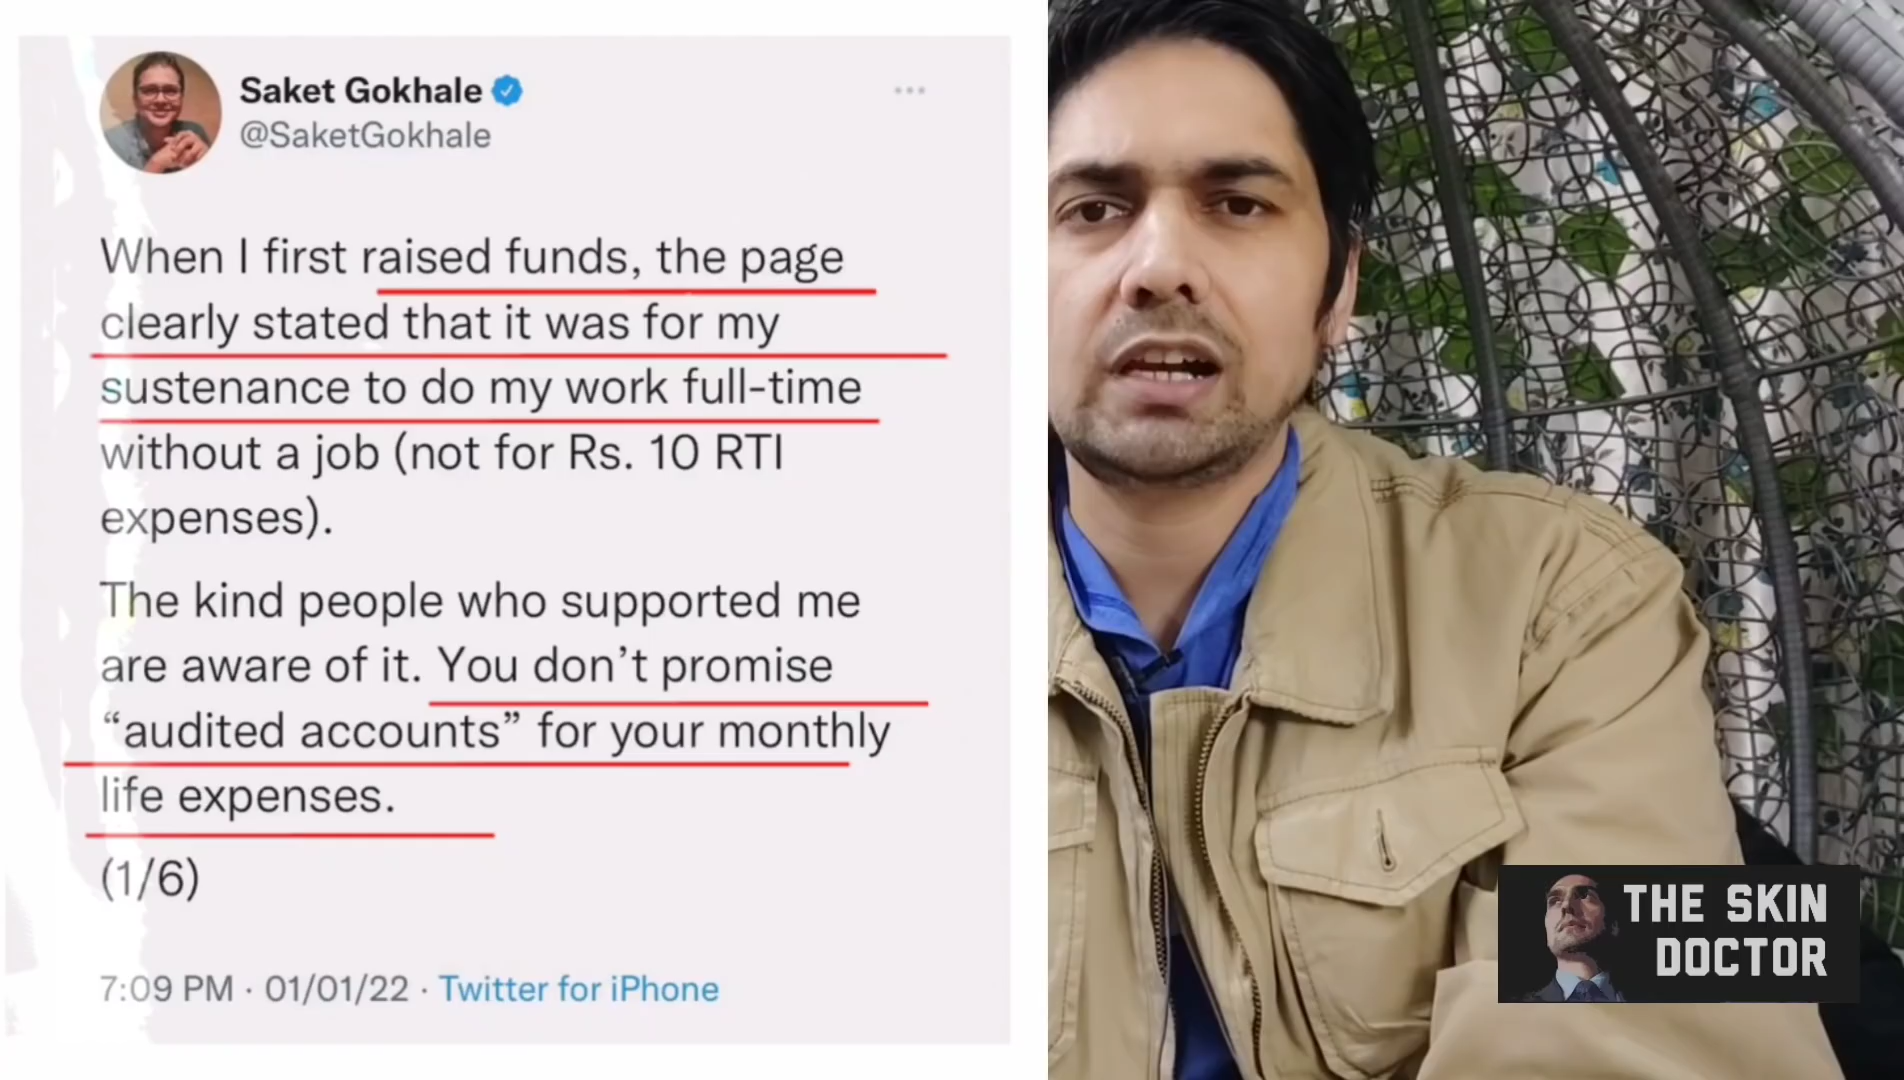 Saket Gokhale
@SaketGokhale
When I first raised funds, the page
clearly stated that it was for my
sustenance to do my work full-time
without a job (not for Rs. 10 RTI
expenses).
The kind people who supported me
are aware of it. You don’t promise
“audited accounts” for your monthly
life expenses.
(1/6)
7:09 PM · 01/01/22 · Twitter for iPhone
THE SKIN
DOCTOR